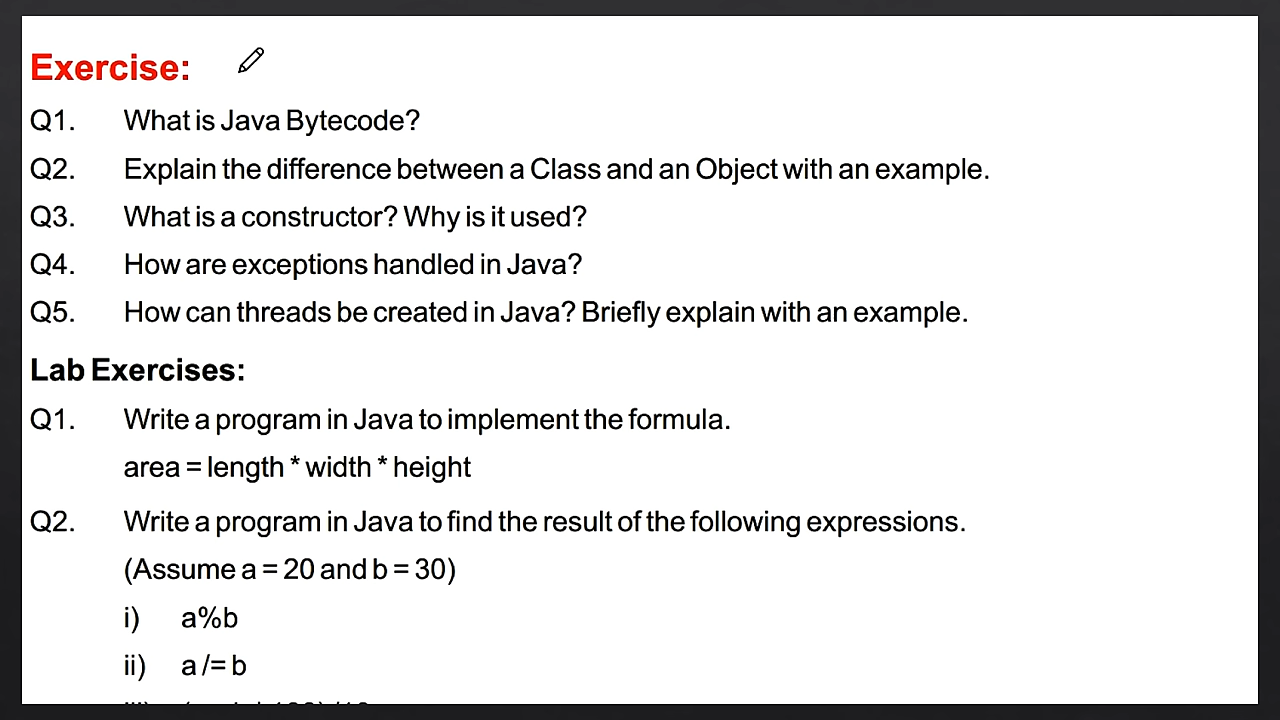 Exercise:
Q1. What is Java Bytecode?
Q2. Explain the difference between a Class and an Object with an example.
Q3. What is a constructor? Why is it used?
Q4. How are exceptions handled in Java?
Q5. How can threads be created in Java? Briefly explain with an example.
Lab Exercises:
Q1. Write a program in Java to implement the formula.
area = length * width * height
Q2. Write a program in Java to find the result of the following expressions.
(Assume a = 20 and b = 30)
i) a%b
ii) a /= b